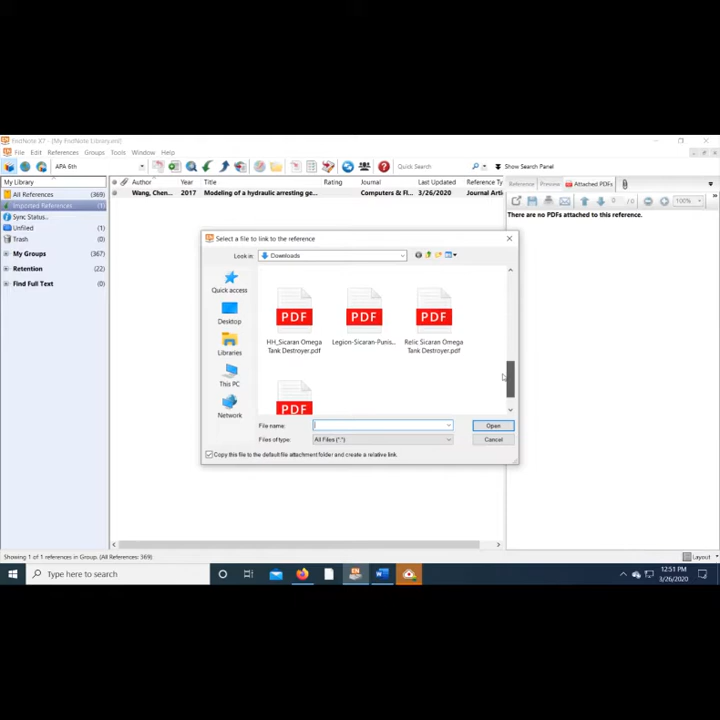 EndNote X7 - [My EndNote Library.enl]
File Edit References Groups Tools Window Help
APA 6th
Quick Search
Show Search Panel
My Library
All References (369)
Imported References (1)
Sync Status...
Unfiled (1)
Trash (0)
My Groups (367)
Retention (22)
Find Full Text (0)
Author Year Title Rating Journal Last Updated Reference Ty
Wang, Chen... 2017 Modeling of a hydraulic arresting ge... Computers & Fl... 3/26/2020 Journal Arti
Reference Preview Attached PDFs
0 / 0 100%
There are no PDFs attached to this reference.
Select a file to link to the reference
Look in: Downloads
Quick access
Desktop
Libraries
This PC
Network
PDF PDF PDF
HH_Sicaran Omega Tank Destroyer.pdf
Legion-Sicaran-Punis...
Relic Sicaran Omega Tank Destroyer.pdf
PDF
File name: Open
Files of type: All Files (*.*) Cancel
Copy this file to the default file attachment folder and create a relative link.
Showing 1 of 1 references in Group. (All References: 369)
Layout
Type here to search
12:51 PM
3/26/2020